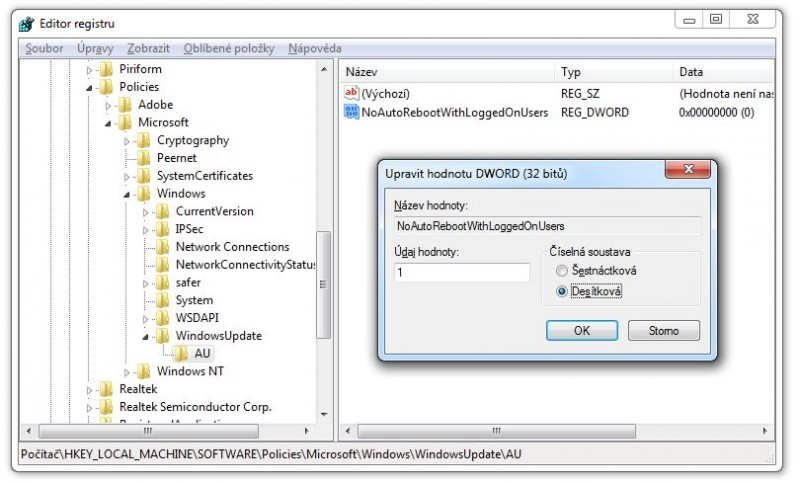 Editor registru
Soubor Úpravy Zobrazit Oblíbené položky Nápověda
Piriform
Policies
Adobe
Microsoft
Cryptography
Peernet
SystemCertificates
Windows
CurrentVersion
IPSec
Network Connections
NetworkConnectivityStatus
safer
System
WSDAPI
WindowsUpdate
AU
Windows NT
Realtek
Realtek Semiconductor Corp.
Název Typ Data
ab (Výchozí) REG_SZ (Hodnota není nas
NoAutoRebootWithLoggedOnUsers REG_DWORD 0x00000000 (0)
Upravit hodnotu DWORD (32 bitů)
Název hodnoty:
NoAutoRebootWithLoggedOnUsers
Údaj hodnoty:
1
Číselná soustava
Šestnáctková
Desítková
OK Storno
Počítač\HKEY_LOCAL_MACHINE\SOFTWARE\Policies\Microsoft\Windows\WindowsUpdate\AU